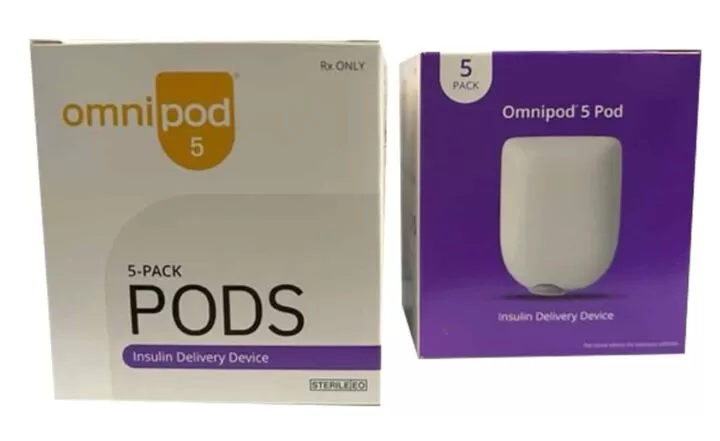 Rx ONLY
omnipod®
5
5-PACK
PODS
Insulin Delivery Device
STERILE EO
5
PACK
Omnipod® 5 Pod
Insulin Delivery Device